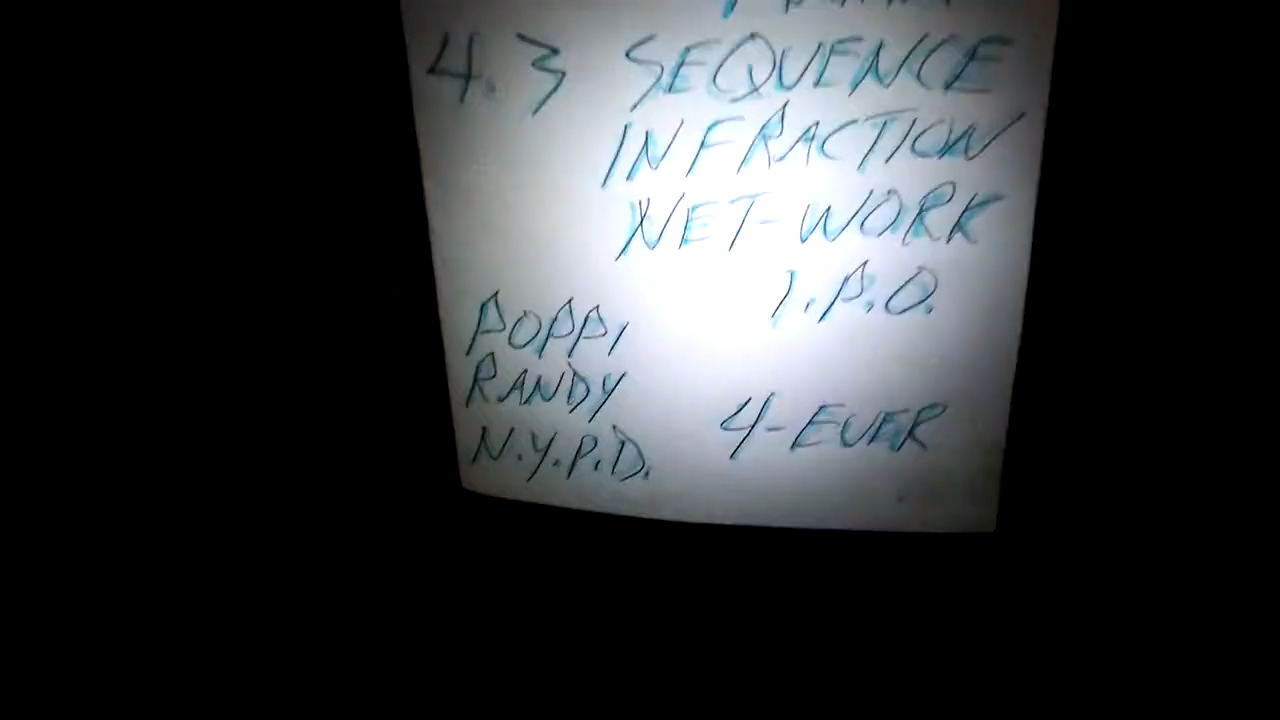 4.3 SEQUENCE
INFRACTION
NET-WORK
I.P.O.
POPPI
RANDY
4-EVER
N.Y.P.D.